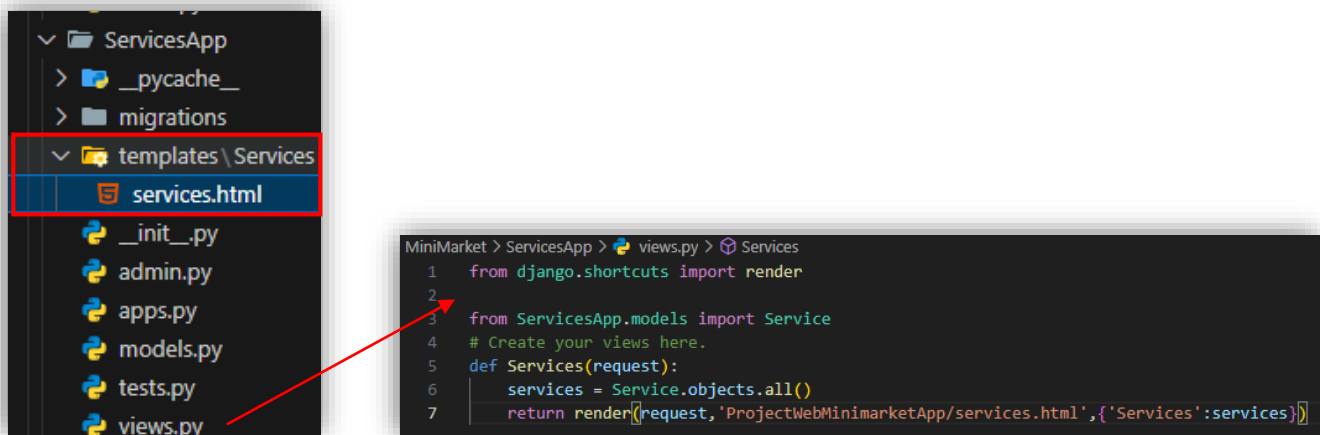 ServicesApp
__pycache__
migrations
templates\Services
services.html
__init__.py
admin.py
apps.py
models.py
tests.py
views.py
MiniMarket > ServicesApp > views.py > Services
1 from django.shortcuts import render
2
3 from ServicesApp.models import Service
4 # Create your views here.
5 def Services(request):
6 services = Service.objects.all()
7 return render(request,'ProjectWebMinimarketApp/services.html',{'Services':services})